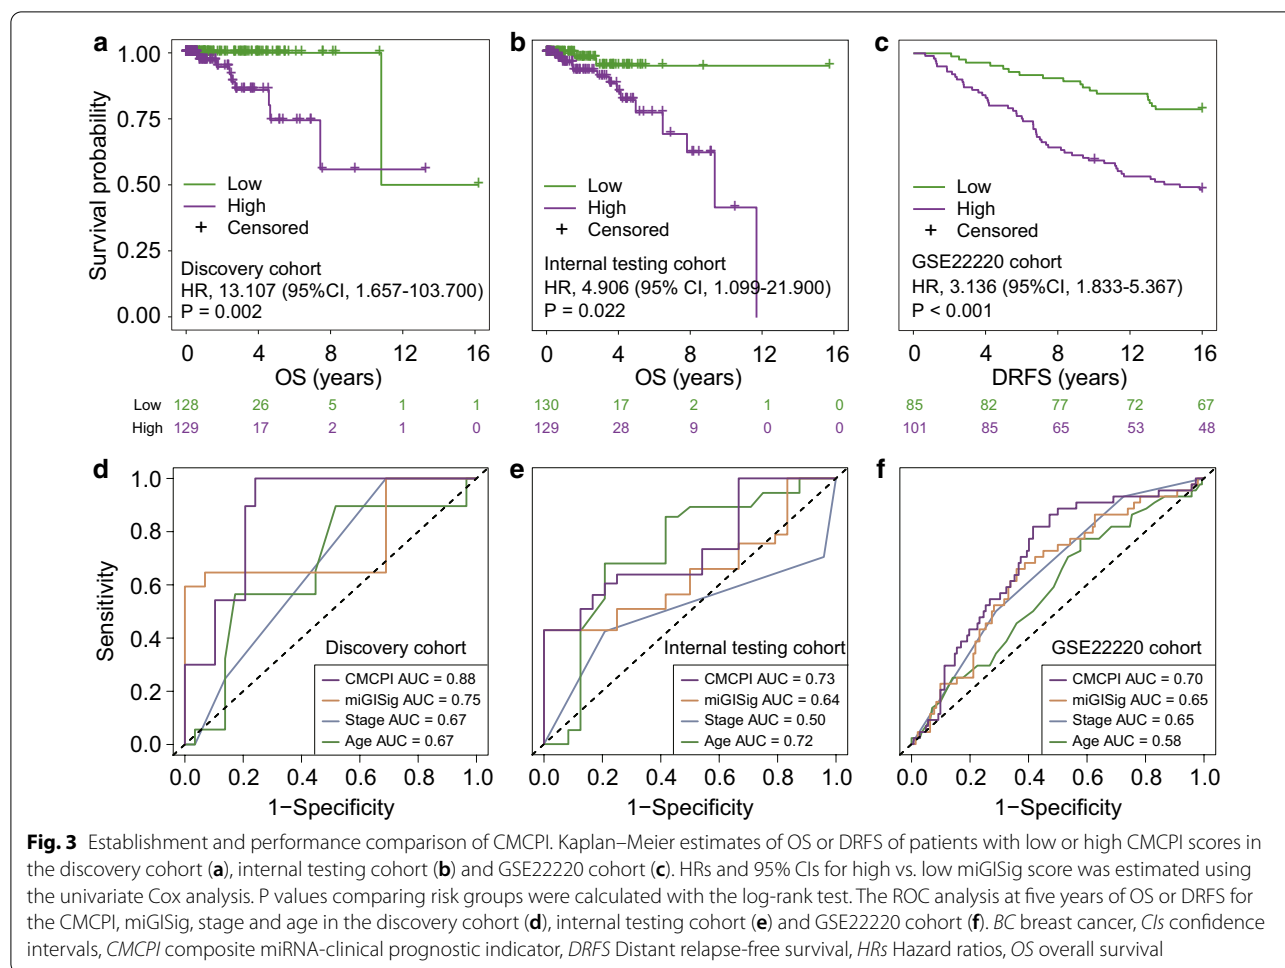 a
b
c
Survival probability
1.00
0.75
0.50
0.25
0.00
Low
High
Censored
Discovery cohort
HR, 13.107 (95%CI, 1.657-103.700)
P = 0.002
0 4 8 12 16
OS (years)
Low
High
Censored
Internal testing cohort
HR, 4.906 (95% CI, 1.099-21.900)
P = 0.022
0 4 8 12 16
OS (years)
Low
High
Censored
GSE22220 cohort
HR, 3.136 (95%CI, 1.833-5.367)
P < 0.001
0 4 8 12 16
DRFS (years)
Low 128 26 5 1 1 130 17 2 1 0 85 82 77 72 67
High 129 17 2 1 0 129 28 9 0 0 101 85 65 53 48
d
e
f
Sensitivity
1.0
0.8
0.6
0.4
0.2
0.0
Discovery cohort
CMCPI AUC = 0.88
miGISig AUC = 0.75
Stage AUC = 0.67
Age AUC = 0.67
0.0 0.2 0.4 0.6 0.8 1.0
1−Specificity
Internal testing cohort
CMCPI AUC = 0.73
miGISig AUC = 0.64
Stage AUC = 0.50
Age AUC = 0.72
0.0 0.2 0.4 0.6 0.8 1.0
1−Specificity
GSE22220 cohort
CMCPI AUC = 0.70
miGISig AUC = 0.65
Stage AUC = 0.65
Age AUC = 0.58
0.0 0.2 0.4 0.6 0.8 1.0
1−Specificity
Fig. 3 Establishment and performance comparison of CMCPI. Kaplan–Meier estimates of OS or DRFS of patients with low or high CMCPI scores in
the discovery cohort (a), internal testing cohort (b) and GSE22220 cohort (c). HRs and 95% CIs for high vs. low miGISig score was estimated using
the univariate Cox analysis. P values comparing risk groups were calculated with the log-rank test. The ROC analysis at five years of OS or DRFS for
the CMCPI, miGISig, stage and age in the discovery cohort (d), internal testing cohort (e) and GSE22220 cohort (f). BC breast cancer, CIs confidence
intervals, CMCPI composite miRNA-clinical prognostic indicator, DRFS Distant relapse-free survival, HRs Hazard ratios, OS overall survival